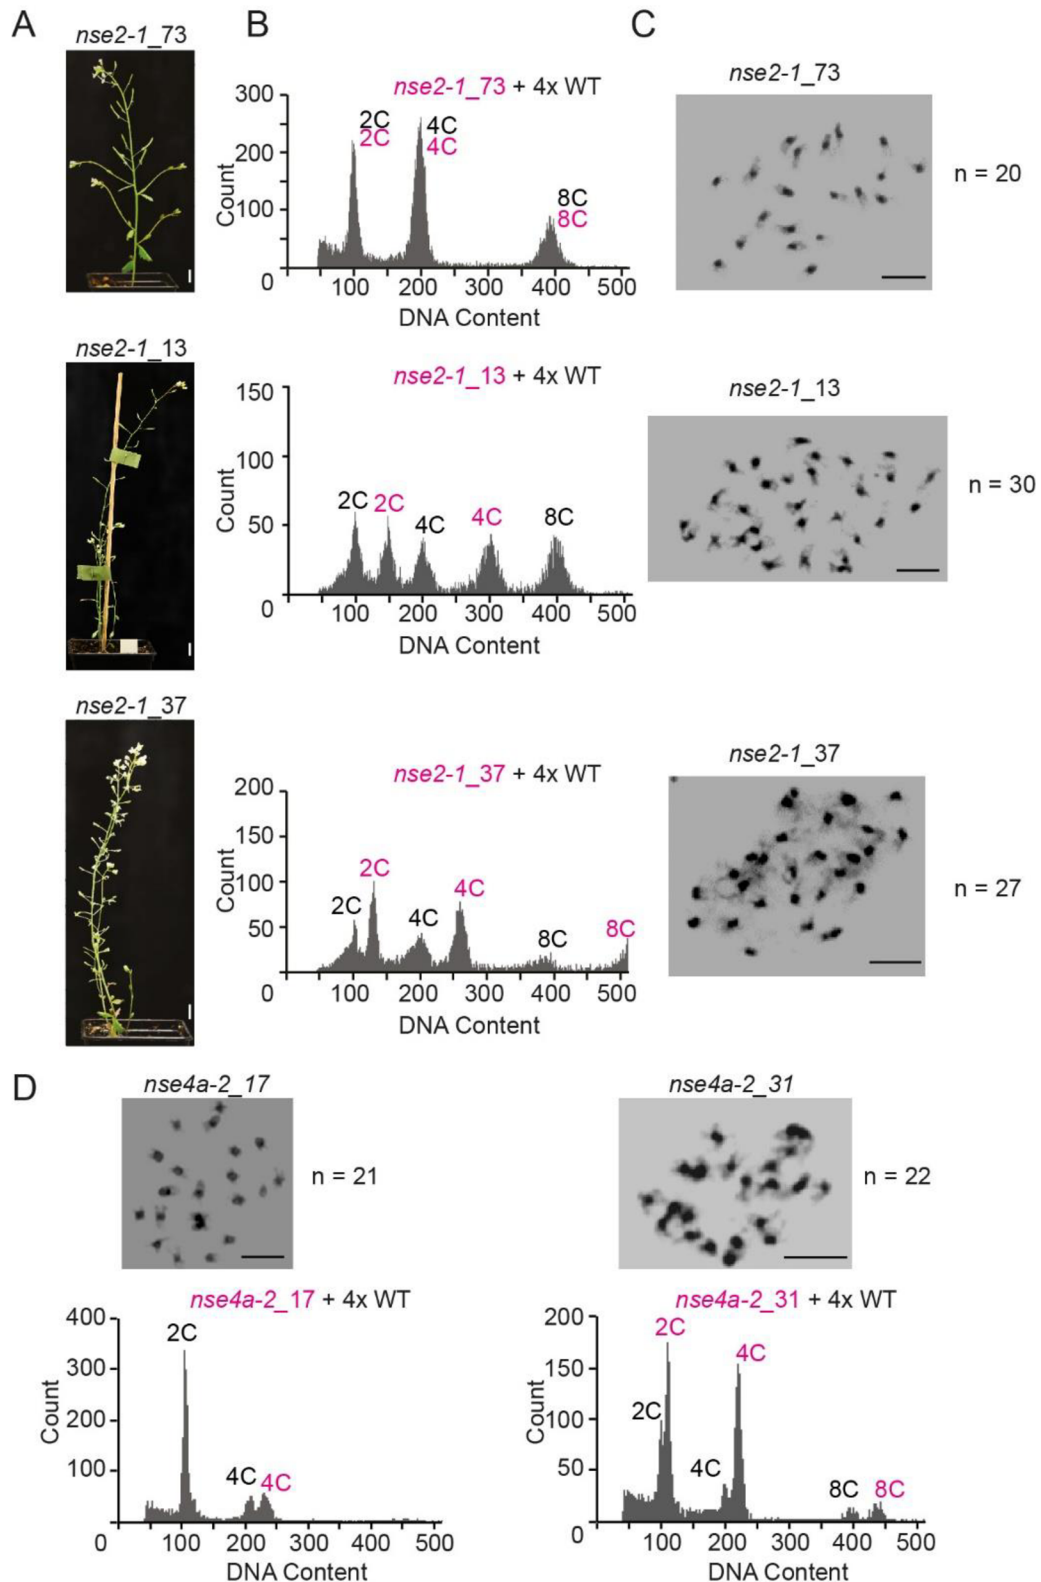 A
nse2-1_73
B
nse2-1_73 + 4x WT
300
200
100
0
Count
2C
2C
4C
4C
8C
8C
100 200 300 400 500
DNA Content
C
nse2-1_73
n = 20
nse2-1_13
nse2-1_13 + 4x WT
150
100
50
0
Count
2C 2C 4C 4C 8C
100 200 300 400 500
DNA Content
nse2-1_13
n = 30
nse2-1_37
nse2-1_37 + 4x WT
200
150
100
50
0
Count
2C 2C 4C 4C 8C 8C
100 200 300 400 500
DNA Content
nse2-1_37
n = 27
D
nse4a-2_17
n = 21
nse4a-2_17 + 4x WT
400
300
200
100
0
Count
2C
4C 4C
100 200 300 400 500
DNA Content
nse4a-2_31
n = 22
nse4a-2_31 + 4x WT
200
150
100
50
0
Count
2C 2C 4C 4C 8C 8C
100 200 300 400 500
DNA Content